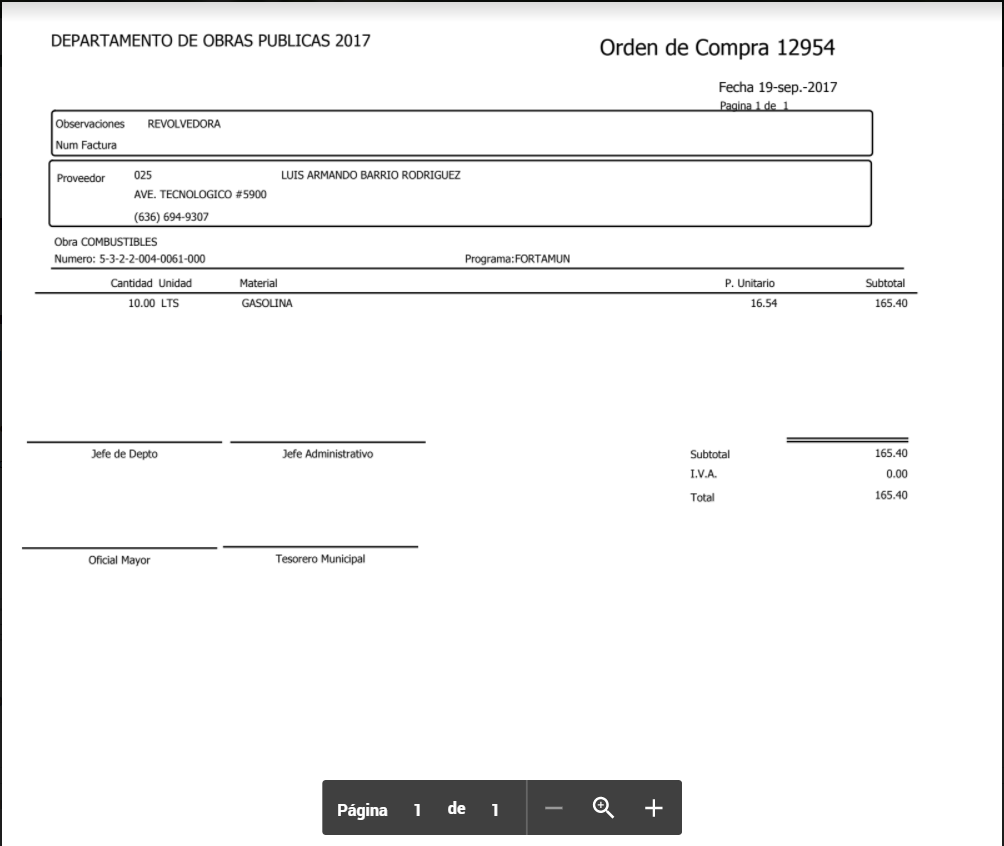 DEPARTAMENTO DE OBRAS PUBLICAS 2017
Orden de Compra 12954
Fecha 19-sep.-2017
Pagina 1 de 1
Observaciones REVOLVEDORA
Num Factura
Proveedor 025 LUIS ARMANDO BARRIO RODRIGUEZ
AVE. TECNOLOGICO #5900
(636) 694-9307
Obra COMBUSTIBLES
Numero: 5-3-2-2-004-0061-000 Programa:FORTAMUN
Cantidad Unidad Material P. Unitario Subtotal
10.00 LTS GASOLINA 16.54 165.40
Jefe de Depto Jefe Administrativo Subtotal 165.40
I.V.A. 0.00
Total 165.40
Oficial Mayor Tesorero Municipal
Página 1 de 1